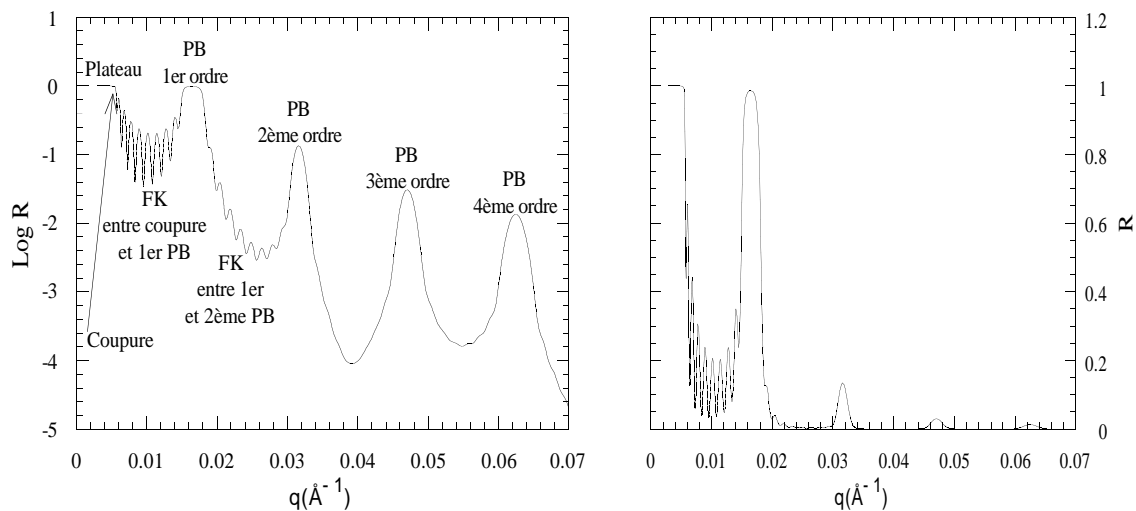 1
0
-1
-2
-3
-4
-5
Log R
Plateau
PB
1er ordre
PB
2ème ordre
PB
3ème ordre
PB
4ème ordre
FK
entre coupure
et 1er PB
FK
entre 1er
et 2ème PB
Coupure
0 0.01 0.02 0.03 0.04 0.05 0.06 0.07
q(Å⁻¹)
1.2
1
0.8
0.6
0.4
0.2
0
R
0 0.01 0.02 0.03 0.04 0.05 0.06 0.07
q(Å⁻¹)